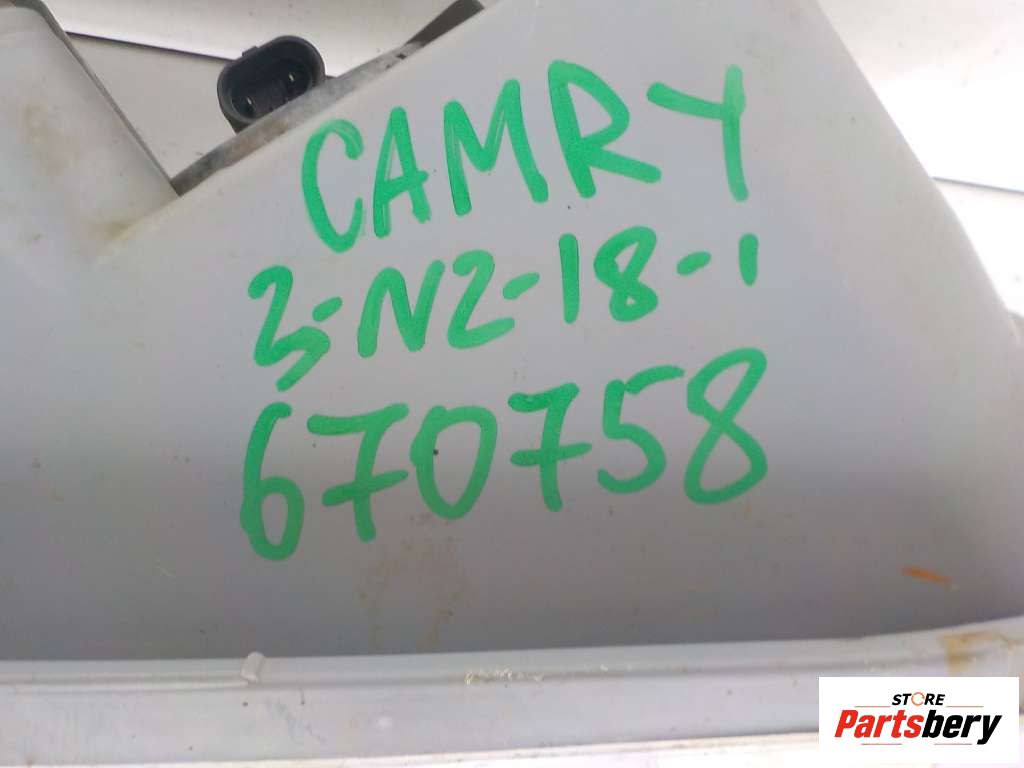 CAMRY
3-N2-18-1
670758
STORE
Partsbery